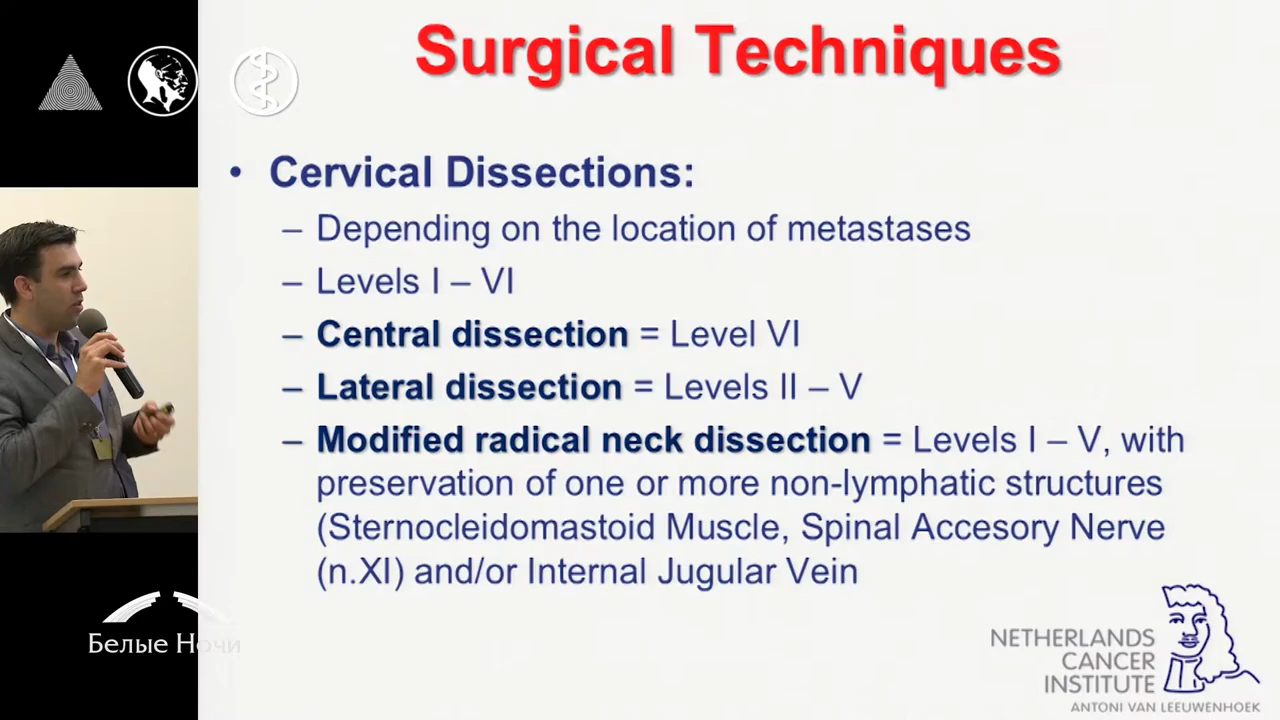 Surgical Techniques
• Cervical Dissections:
– Depending on the location of metastases
– Levels I – VI
– Central dissection = Level VI
– Lateral dissection = Levels II – V
– Modified radical neck dissection = Levels I – V, with
preservation of one or more non-lymphatic structures
(Sternocleidomastoid Muscle, Spinal Accesory Nerve
(n.XI) and/or Internal Jugular Vein
Белые Ночи
NETHERLANDS
CANCER
INSTITUTE
ANTONI VAN LEEUWENHOEK